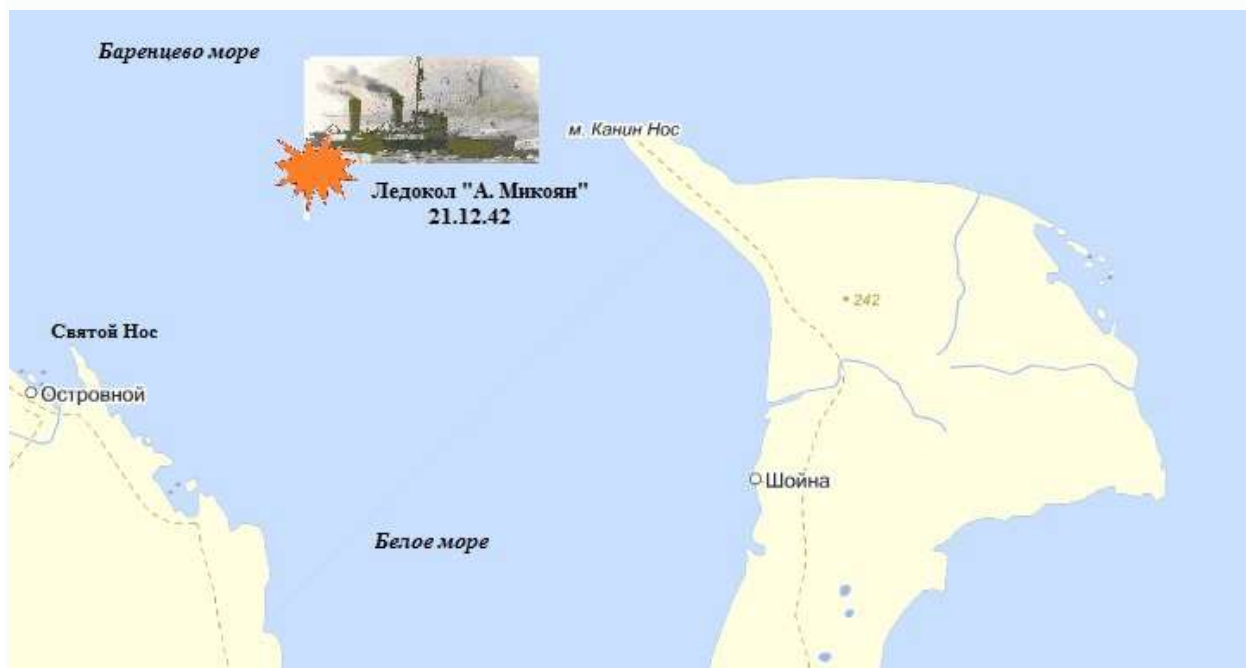 Баренцево море
м. Канин Нос
Ледокол "А. Микоян"
21.12.42
242
Святой Нос
Островной
Шойна
Белое море